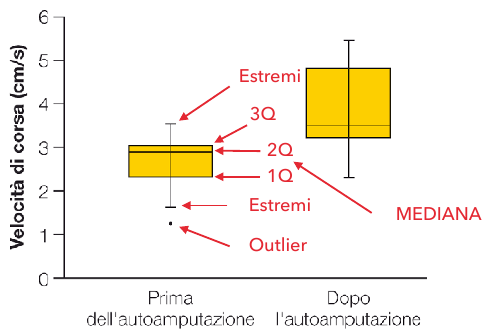 Velocità di corsa (cm/s)
6
5
4
3
2
1
0
Estremi
3Q
2Q
1Q
Estremi
MEDIANA
Outlier
Prima
dell'autoamputazione
Dopo
l'autoamputazione